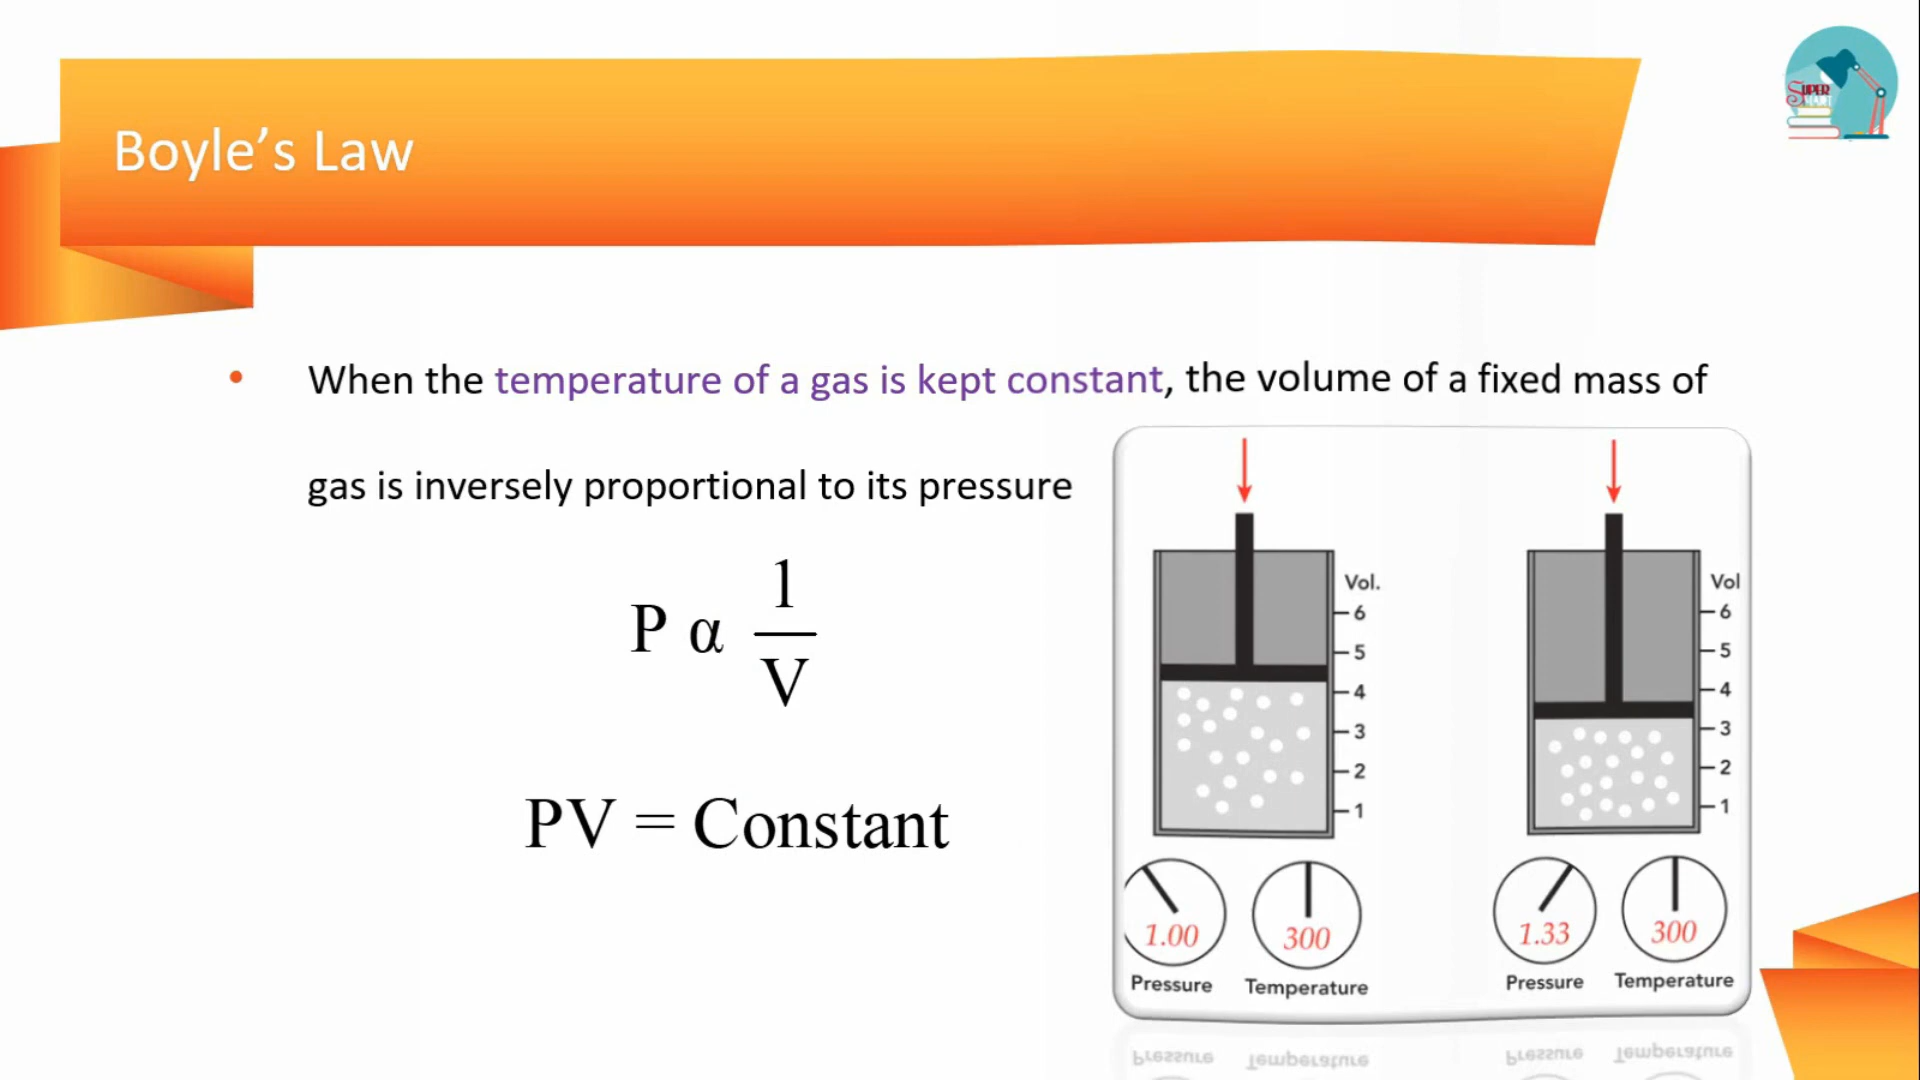 Boyle's Law
SUPER
• When the temperature of a gas is kept constant, the volume of a fixed mass of
gas is inversely proportional to its pressure
P α 1/V
PV = Constant
Vol.
6
5
4
3
2
1
Vol
6
5
4
3
2
1
1.00
300
1.33
300
Pressure
Temperature
Pressure
Temperature